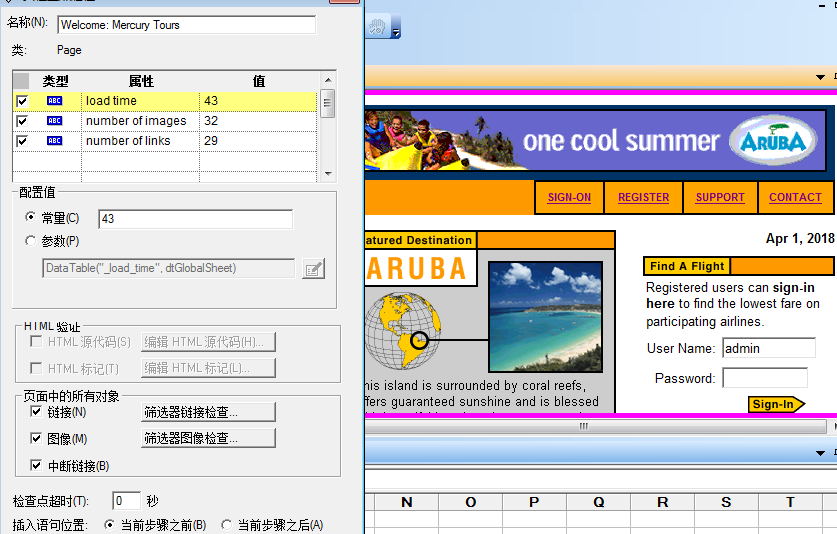 名称(N): Welcome: Mercury Tours
类: Page
类型 属性 值
ABC load time 43
ABC number of images 32
ABC number of links 29
配置值
常量(C) 43
参数(P)
DataTable("_load_time", dtGlobalSheet)
HTML 验证
HTML 源代码(S) 编辑 HTML 源代码(H)...
HTML 标记(T) 编辑 HTML 标记(L)...
页面中的所有对象
链接(N) 筛选器链接检查...
图像(M) 筛选器图像检查...
中断链接(B)
检查点超时(T): 0 秒
插入语句位置: 当前步骤之前(B) 当前步骤之后(A)
one cool summer ARUBA
SIGN-ON REGISTER SUPPORT CONTACT
Apr 1, 2018
atured Destination
ARUBA
his island is surrounded by coral reefs,
ffers guaranteed sunshine and is blessed
Find A Flight
Registered users can sign-in
here to find the lowest fare on
participating airlines.
User Name: admin
Password:
Sign-In
N O P Q R S T